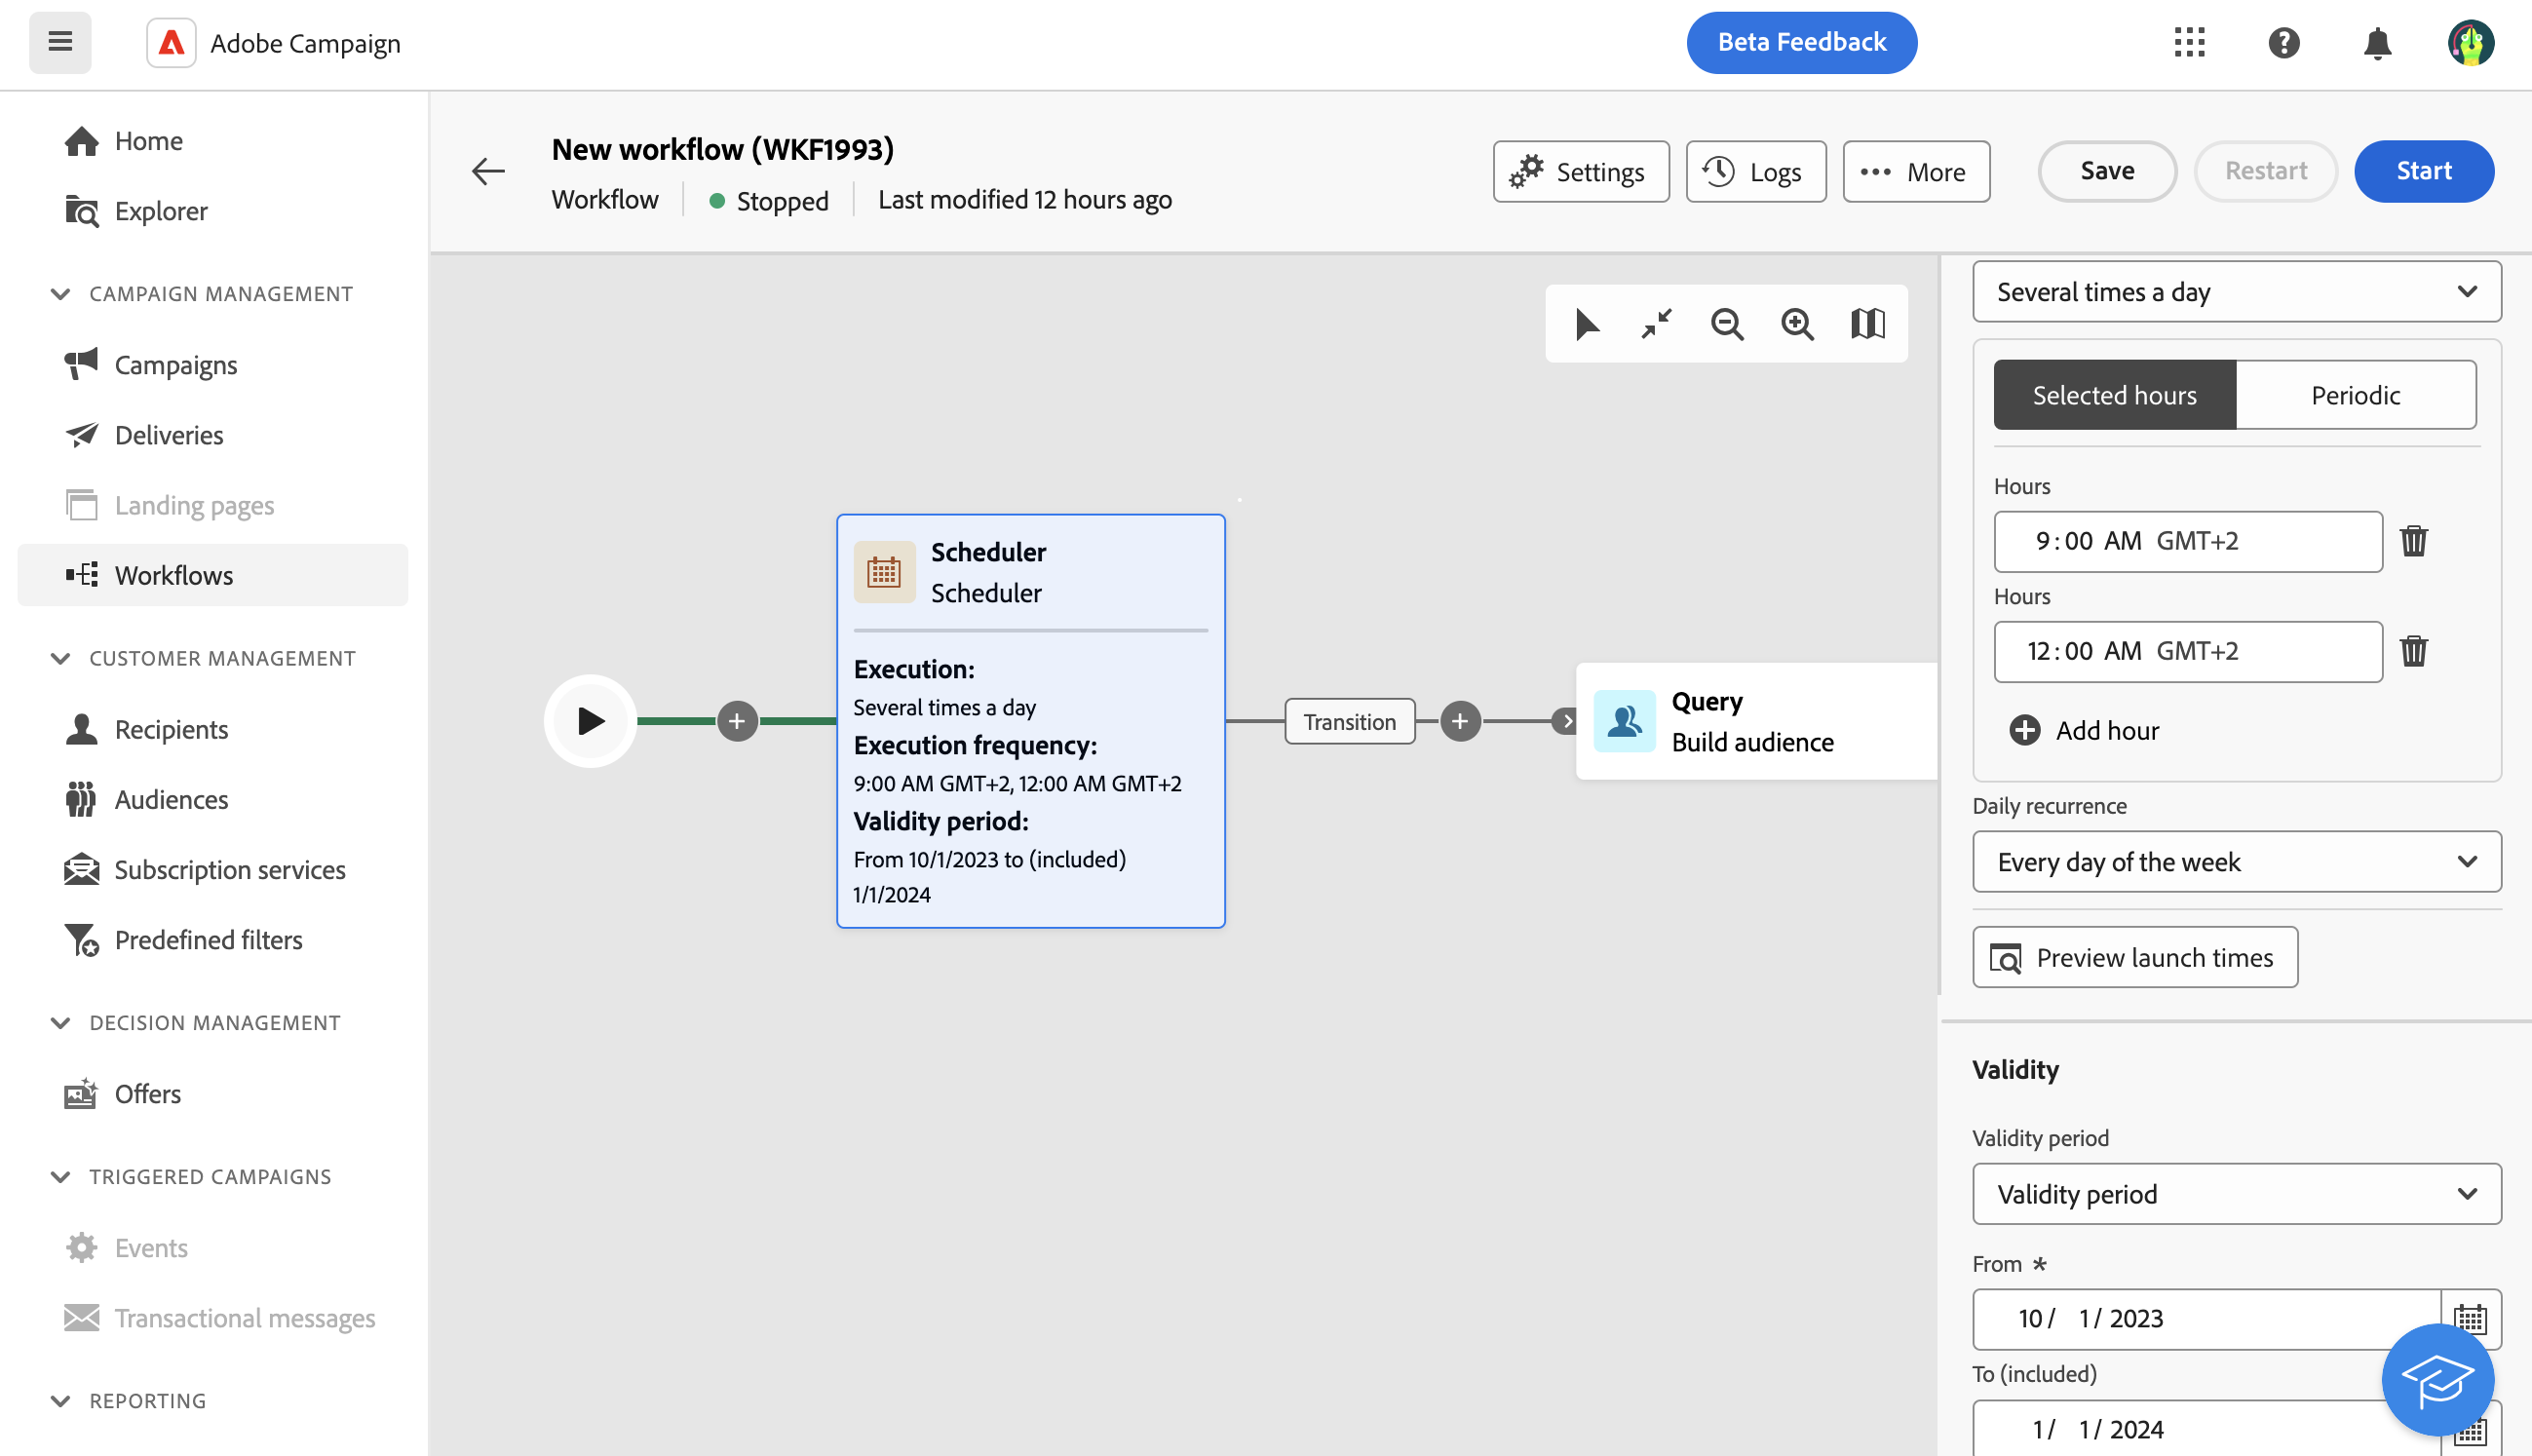 Adobe Campaign
Beta Feedback
Home
Explorer
CAMPAIGN MANAGEMENT
Campaigns
Deliveries
Landing pages
Workflows
CUSTOMER MANAGEMENT
Recipients
Audiences
Subscription services
Predefined filters
DECISION MANAGEMENT
Offers
TRIGGERED CAMPAIGNS
Events
Transactional messages
REPORTING
New workflow (WKF1993)
Workflow
Stopped
Last modified 12 hours ago
Settings
Logs
More
Save
Restart
Start
Scheduler
Scheduler
Execution:
Several times a day
Execution frequency:
9:00 AM GMT+2, 12:00 AM GMT+2
Validity period:
From 10/1/2023 to (included)
1/1/2024
Transition
Query
Build audience
Several times a day
Selected hours
Periodic
Hours
9:00 AM GMT+2
Hours
12:00 AM GMT+2
Add hour
Daily recurrence
Every day of the week
Preview launch times
Validity
Validity period
Validity period
From *
10/ 1/ 2023
To (included)
1/ 1/ 2024